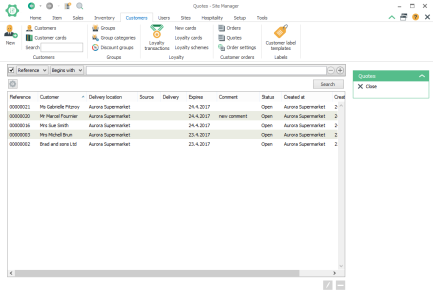 Quotes - Site Manager
Home Item Sales Inventory Customers Users Sites Hospitality Setup Tools
New
Customers
Customer cards
Search
Customers
Groups
Group categories
Discount groups
Groups
Loyalty transactions
New cards
Loyalty cards
Loyalty schemes
Loyalty
Orders
Quotes
Order settings
Customer orders
Customer label templates
Labels
Reference Begins with
Search
Quotes
Close
Reference Customer Delivery location Source Delivery Expires Comment Status Created at Creat
00000021 Ms Gabrielle Fitzroy Aurora Supermarket 24.4.2017 Open Aurora Supermarket 2
00000020 Mr Marcel Fournier Aurora Supermarket 24.4.2017 new comment Open Aurora Supermarket 2
00000016 Mrs Sue Smith Aurora Supermarket 24.4.2017 Open Aurora Supermarket 2
00000003 Mrs Michell Brun Aurora Supermarket 23.4.2017 Open Aurora Supermarket 2
00000002 Brad and sons Ltd Aurora Supermarket 23.4.2017 Open Aurora Supermarket 2